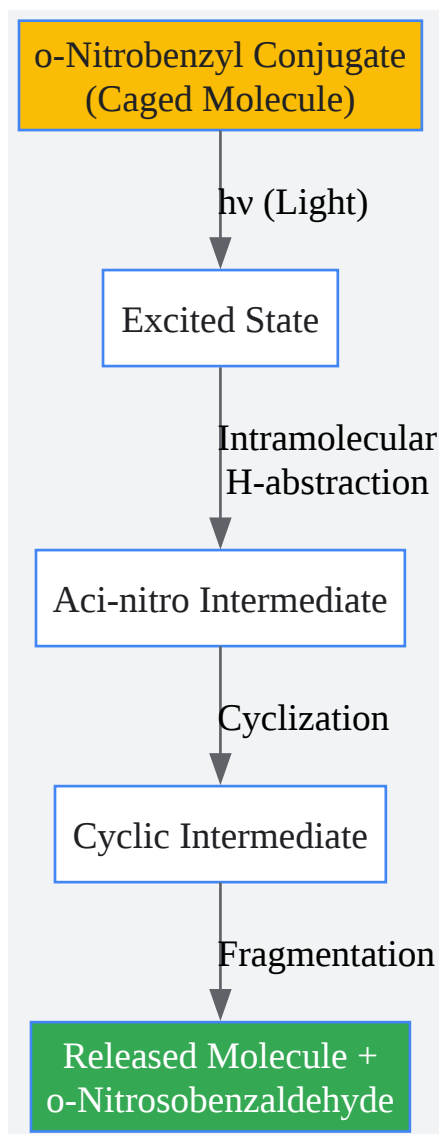 o-Nitrobenzyl Conjugate
(Caged Molecule)
hν (Light)
Excited State
Intramolecular
H-abstraction
Aci-nitro Intermediate
Cyclization
Cyclic Intermediate
Fragmentation
Released Molecule +
o-Nitrosobenzaldehyde